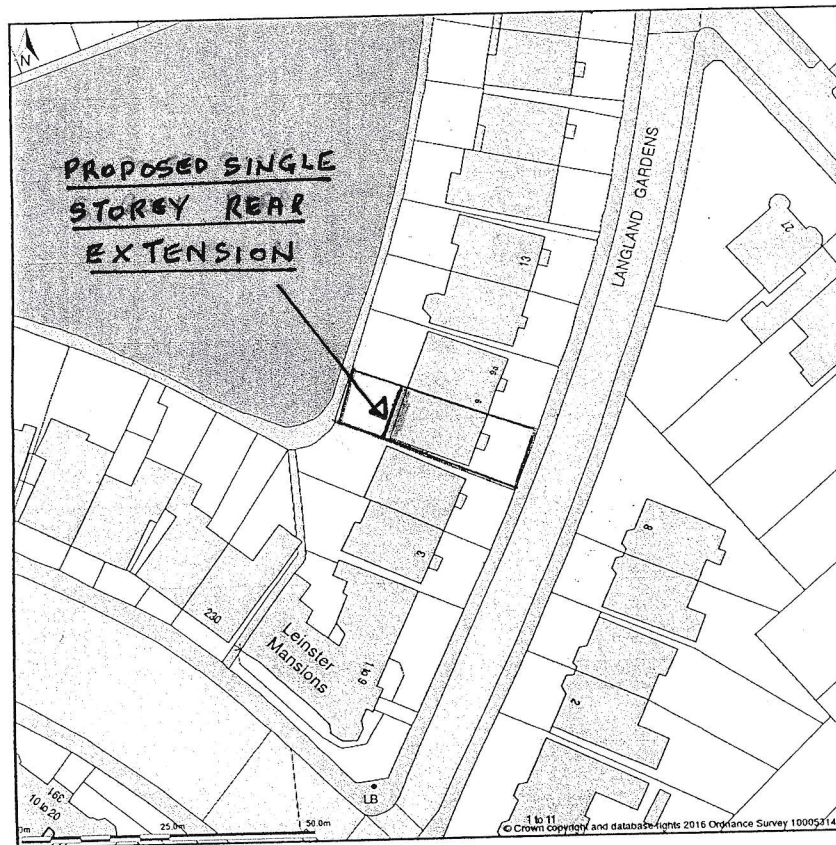 N
PROPOSED SINGLE
STOREY REAR
EXTENSION
LANGLAND GARDENS
27
13
9a
9
8
3
230
Leinster
Mansions
1 to 9
2
LB
391
10 to 20
0m
25.0m
50.0m
1 to 11
© Crown copyright and database rights 2016 Ordnance Survey 10005314